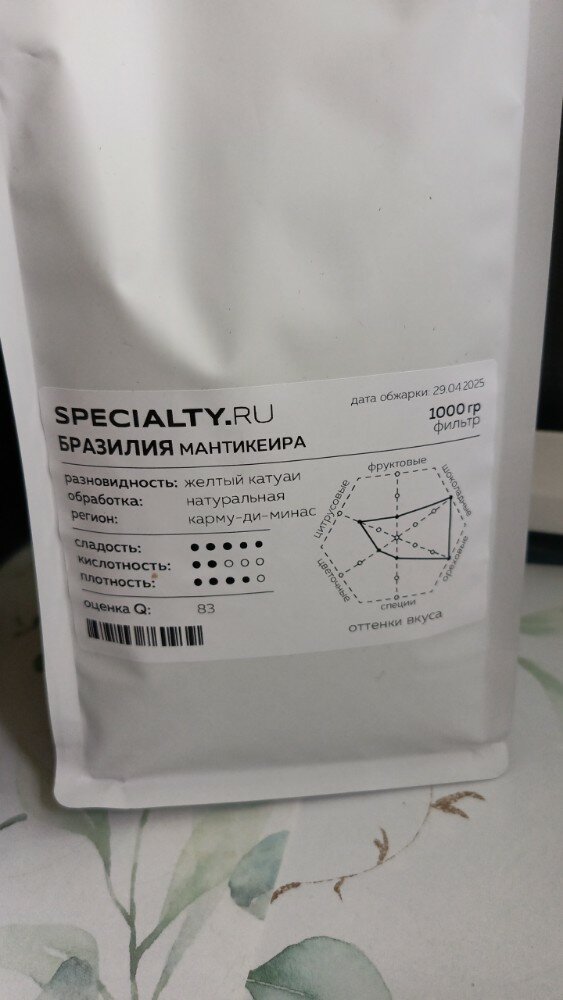 дата обжарки: 29.04.2025
SPECIALTY.RU
1000 гр
БРАЗИЛИЯ МАНТИКЕИРА
фильтр
разновидность: желтый катуаи
обработка: натуральная
регион: карму-ди-минас
сладость:
кислотность:
плотность:
оценка Q: 83
фруктовые
шоколадные
ореховые
специи
цветочные
цитрусовые
оттенки вкуса